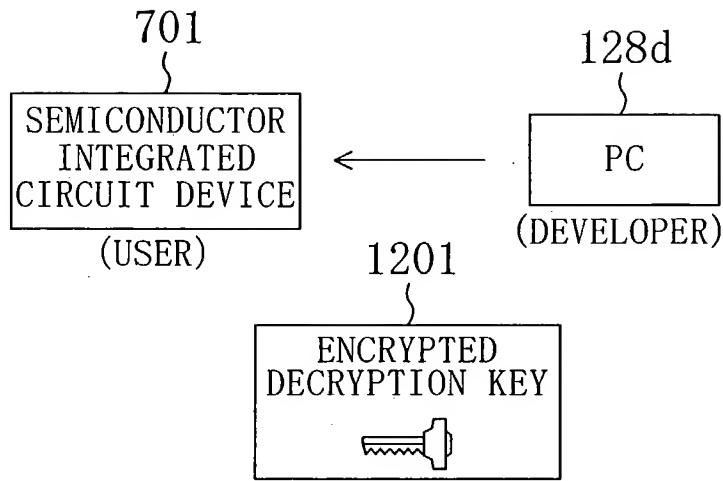 701
SEMICONDUCTOR
INTEGRATED
CIRCUIT DEVICE
(USER)
128d
PC
(DEVELOPER)
1201
ENCRYPTED
DECRYPTION KEY